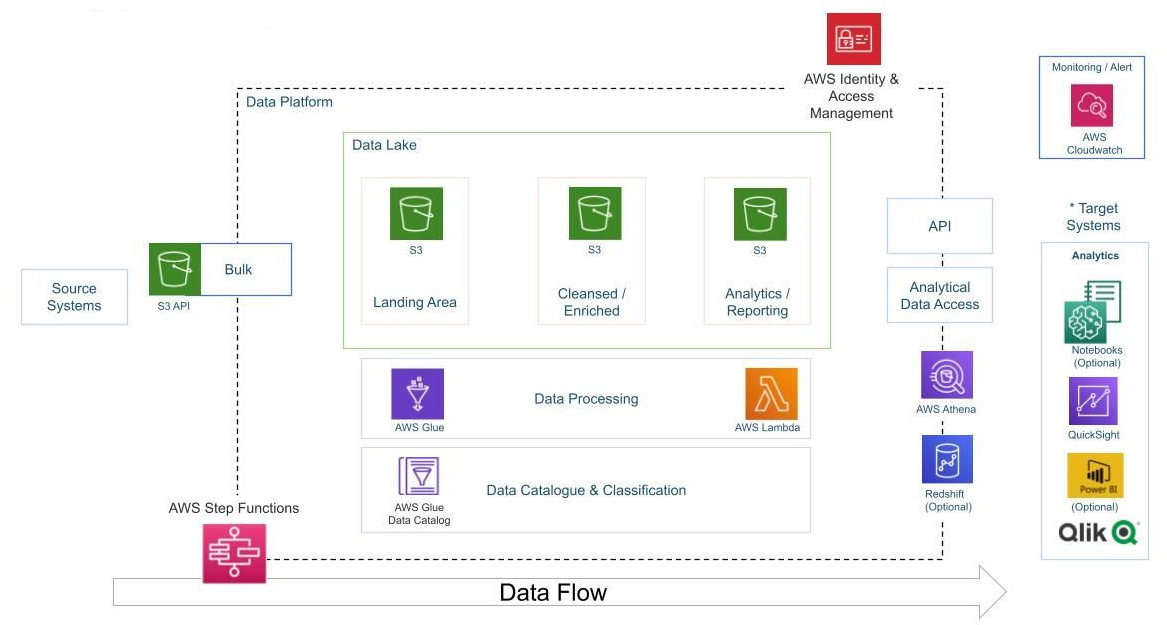 AWS Identity &
Access
Management
Monitoring / Alert
AWS
Cloudwatch
Data Platform
Data Lake
S3
Landing Area
S3
Cleansed /
Enriched
S3
Analytics /
Reporting
Source
Systems
Bulk
S3 API
API
Analytical
Data Access
AWS Athena
Redshift
(Optional)
* Target
Systems
Analytics
Notebooks
(Optional)
QuickSight
Power BI
(Optional)
Qlik
Data Processing
AWS Glue
AWS Lambda
Data Catalogue & Classification
AWS Glue
Data Catalog
AWS Step Functions
Data Flow